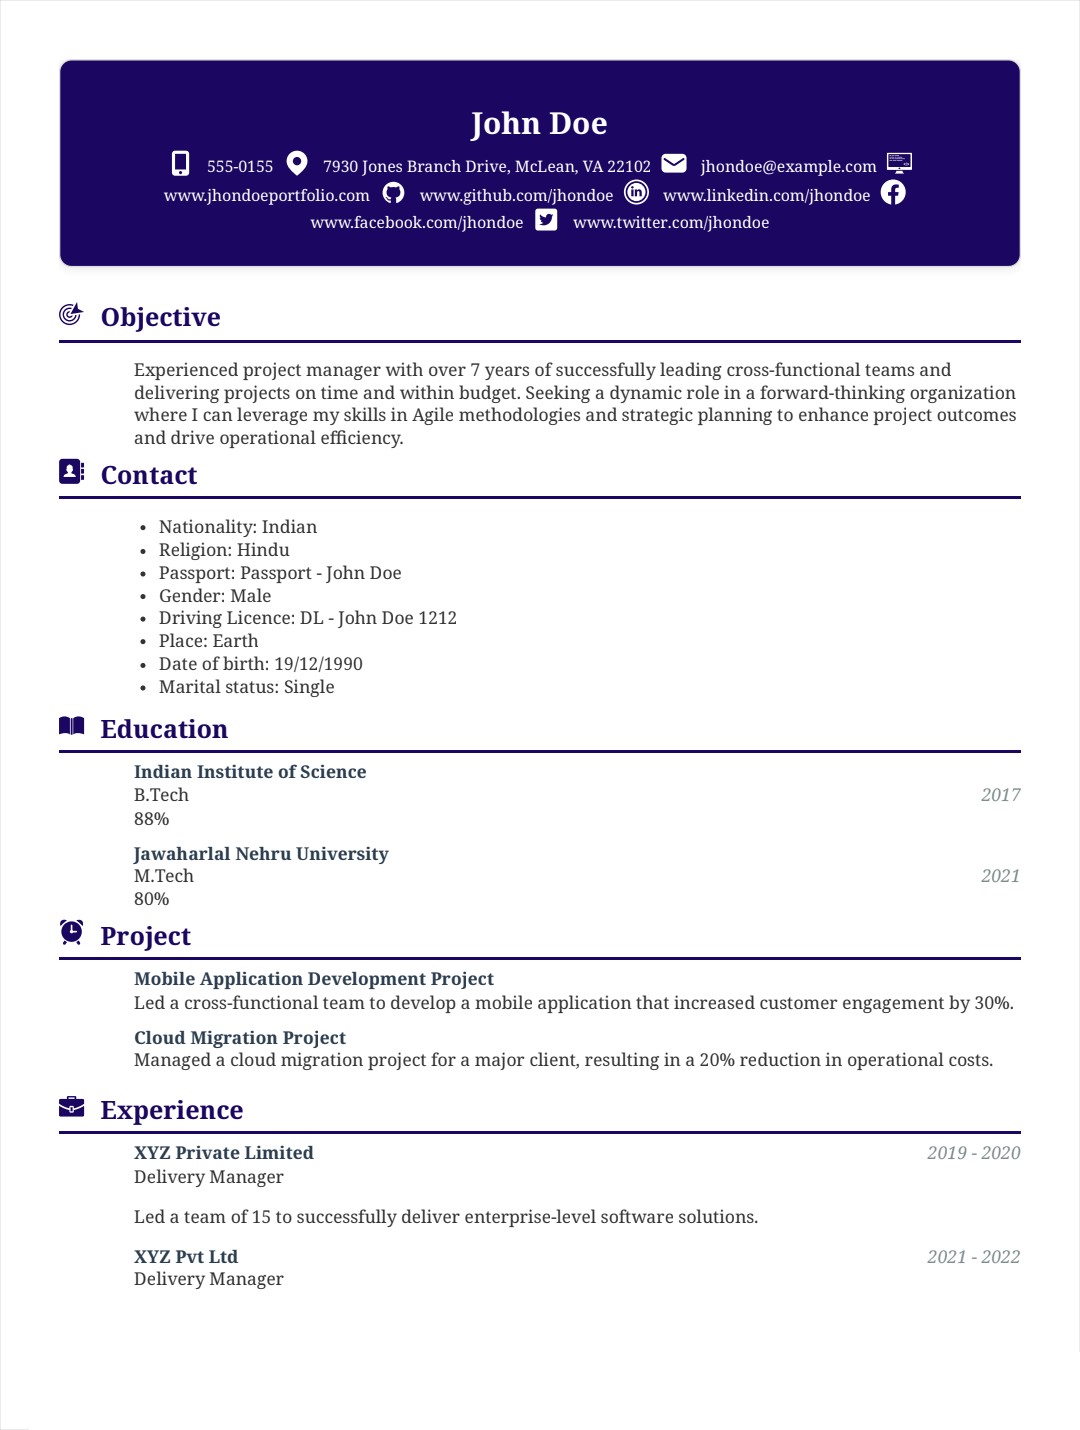 John Doe
555-0155 7930 Jones Branch Drive, McLean, VA 22102 jhondoe@example.com
www.jhondoeportfolio.com www.github.com/jhondoe www.linkedin.com/jhondoe
www.facebook.com/jhondoe www.twitter.com/jhondoe
Objective
Experienced project manager with over 7 years of successfully leading cross-functional teams and
delivering projects on time and within budget. Seeking a dynamic role in a forward-thinking organization
where I can leverage my skills in Agile methodologies and strategic planning to enhance project outcomes
and drive operational efficiency.
Contact
• Nationality: Indian
• Religion: Hindu
• Passport: Passport - John Doe
• Gender: Male
• Driving Licence: DL - John Doe 1212
• Place: Earth
• Date of birth: 19/12/1990
• Marital status: Single
Education
Indian Institute of Science
B.Tech 2017
88%
Jawaharlal Nehru University
M.Tech 2021
80%
Project
Mobile Application Development Project
Led a cross-functional team to develop a mobile application that increased customer engagement by 30%.
Cloud Migration Project
Managed a cloud migration project for a major client, resulting in a 20% reduction in operational costs.
Experience
XYZ Private Limited 2019 - 2020
Delivery Manager
Led a team of 15 to successfully deliver enterprise-level software solutions.
XYZ Pvt Ltd 2021 - 2022
Delivery Manager